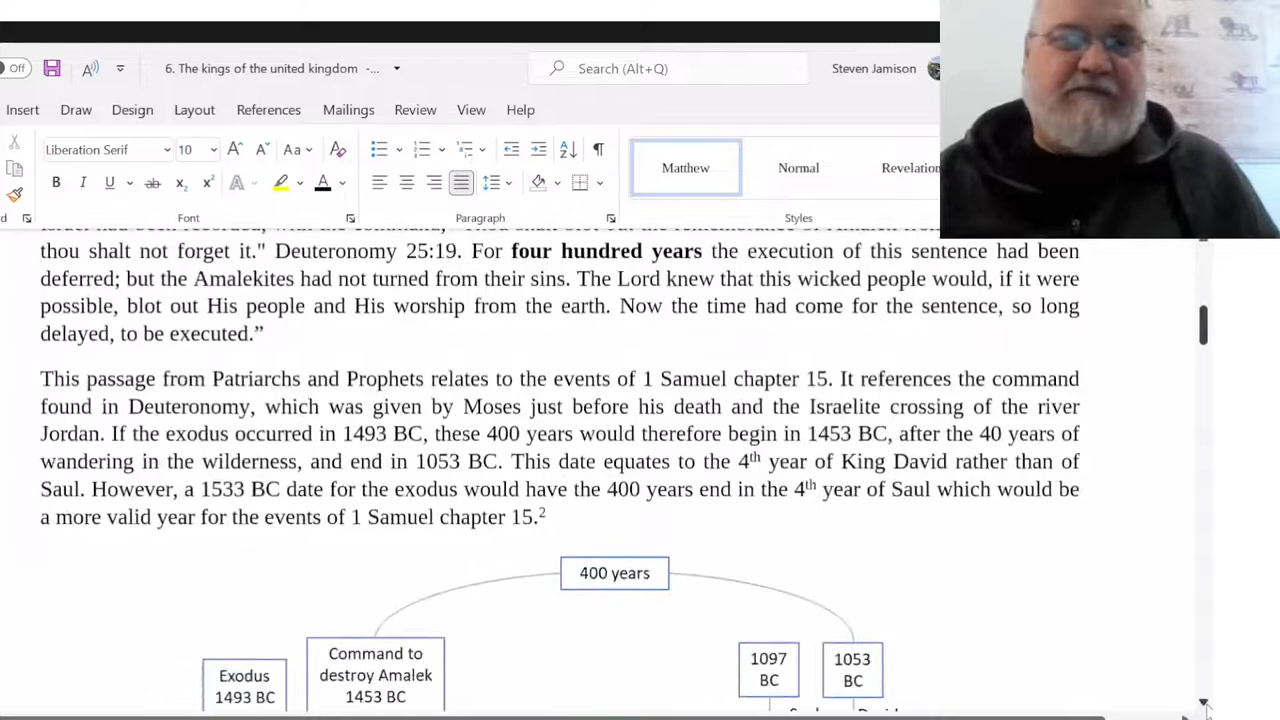 Off
6. The kings of the united kingdom -...
Search (Alt+Q)
Steven Jamison
Insert Draw Design Layout References Mailings Review View Help
Liberation Serif 10 Aa
Matthew Normal Revelation
B I U ab x₂ x² A A
Font Paragraph Styles
thou shalt not forget it." Deuteronomy 25:19. For four hundred years the execution of this sentence had been
deferred; but the Amalekites had not turned from their sins. The Lord knew that this wicked people would, if it were
possible, blot out His people and His worship from the earth. Now the time had come for the sentence, so long
delayed, to be executed.”
This passage from Patriarchs and Prophets relates to the events of 1 Samuel chapter 15. It references the command
found in Deuteronomy, which was given by Moses just before his death and the Israelite crossing of the river
Jordan. If the exodus occurred in 1493 BC, these 400 years would therefore begin in 1453 BC, after the 40 years of
wandering in the wilderness, and end in 1053 BC. This date equates to the 4th year of King David rather than of
Saul. However, a 1533 BC date for the exodus would have the 400 years end in the 4th year of Saul which would be
a more valid year for the events of 1 Samuel chapter 15.2
400 years
Exodus
1493 BC
Command to
destroy Amalek
1453 BC
1097
BC
1053
BC